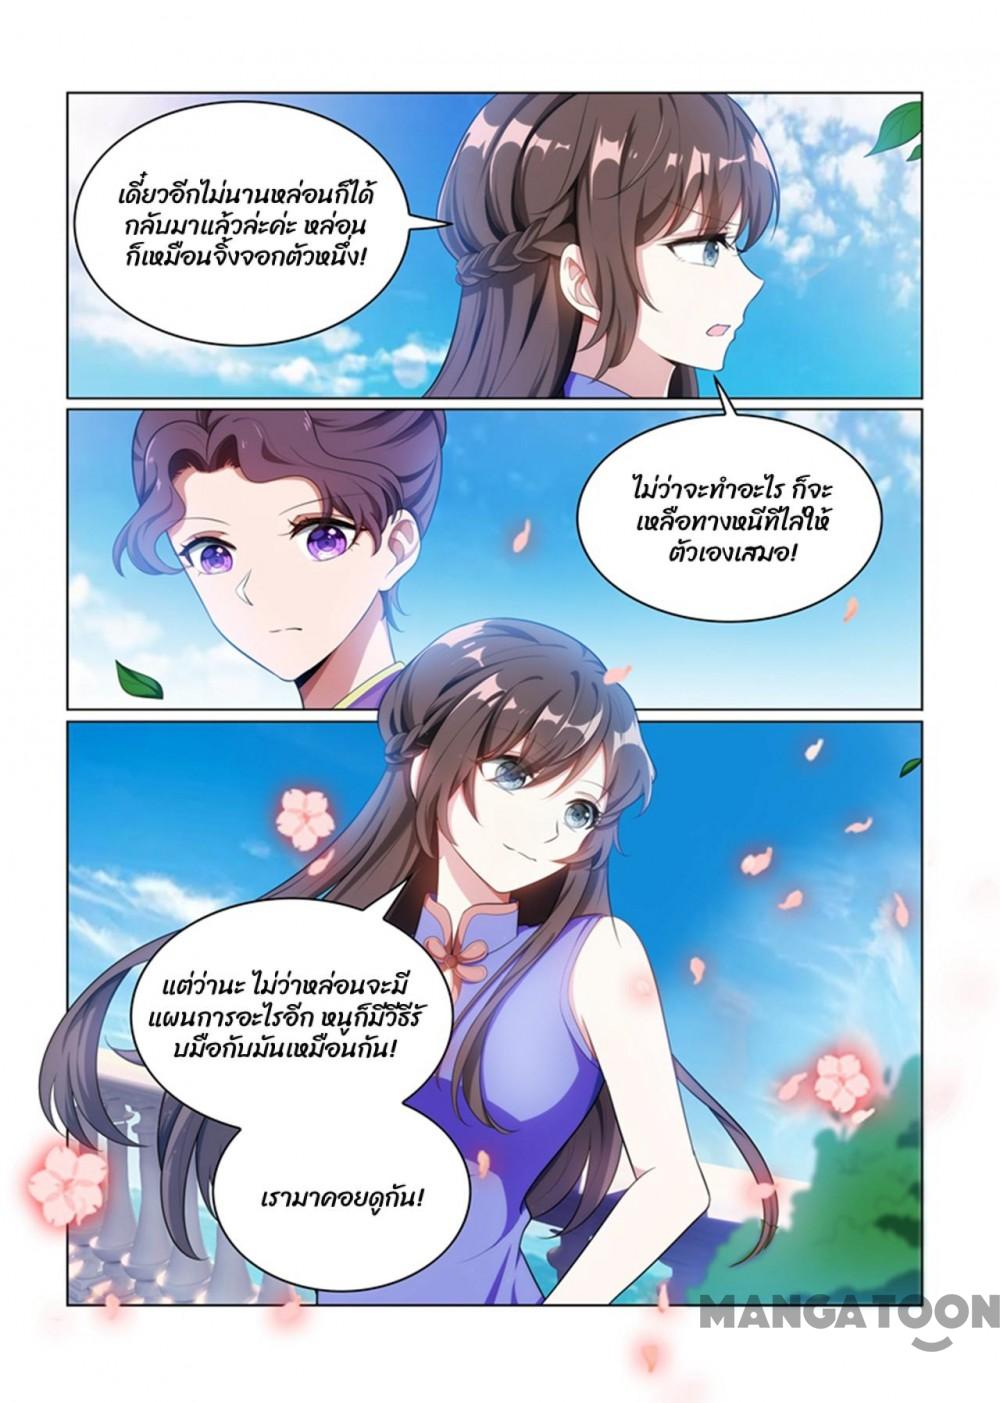 เดี๋ยวอีกไม่นานหล่อนก็ได้
กลับมาแล้วล่ะค่ะ หล่อน
ก็เหมือนจิ้งจอกตัวหนึ่ง!
ไม่ว่าจะทำอะไร ก็จะ
เหลือทางหนีทีไล่ให้
ตัวเองเสมอ!
แต่ว่านะ ไม่ว่าหล่อนจะมี
แผนการอะไรอีก หนูก็มีวิธีรั
บมือกับมันเหมือนกัน!
เรามาคอยดูกัน!
MANGATOON